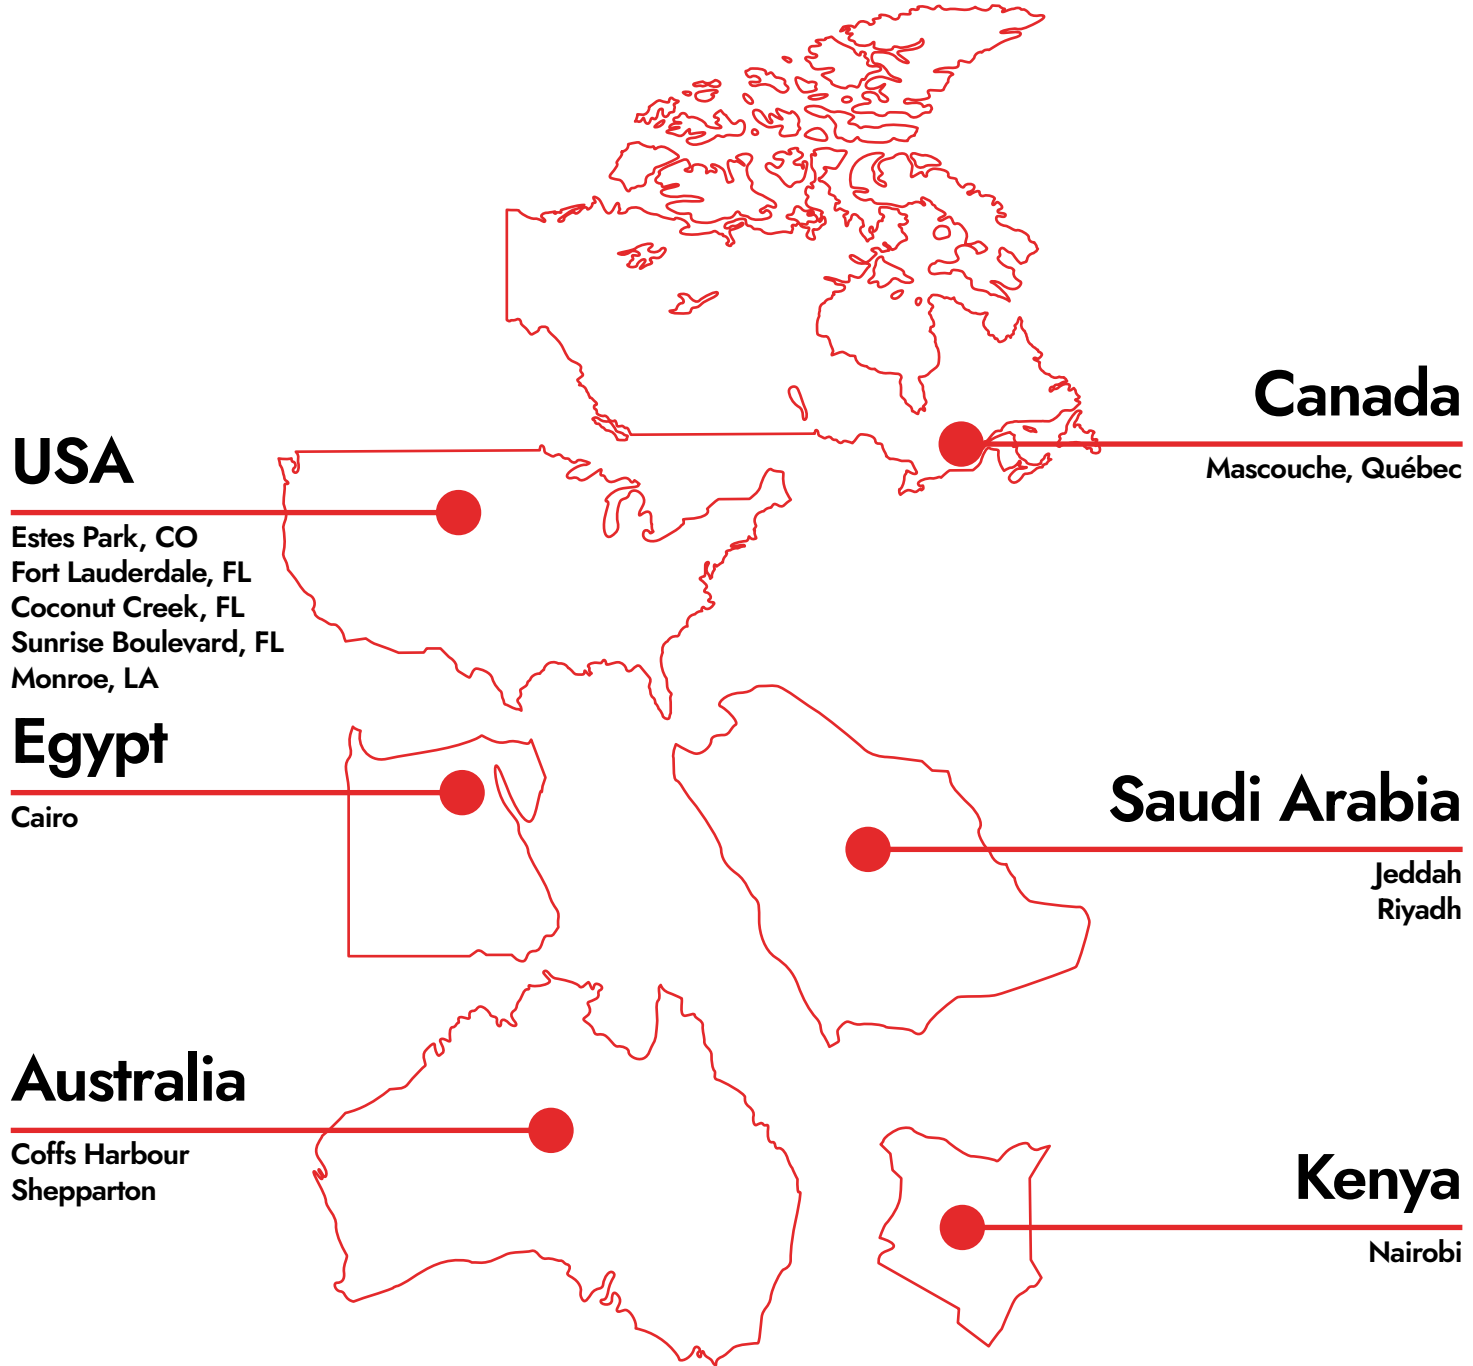 Canada
Mascouche, Québec
USA
Estes Park, CO
Fort Lauderdale, FL
Coconut Creek, FL
Sunrise Boulevard, FL
Monroe, LA
Egypt
Cairo
Saudi Arabia
Jeddah
Riyadh
Australia
Coffs Harbour
Shepparton
Kenya
Nairobi